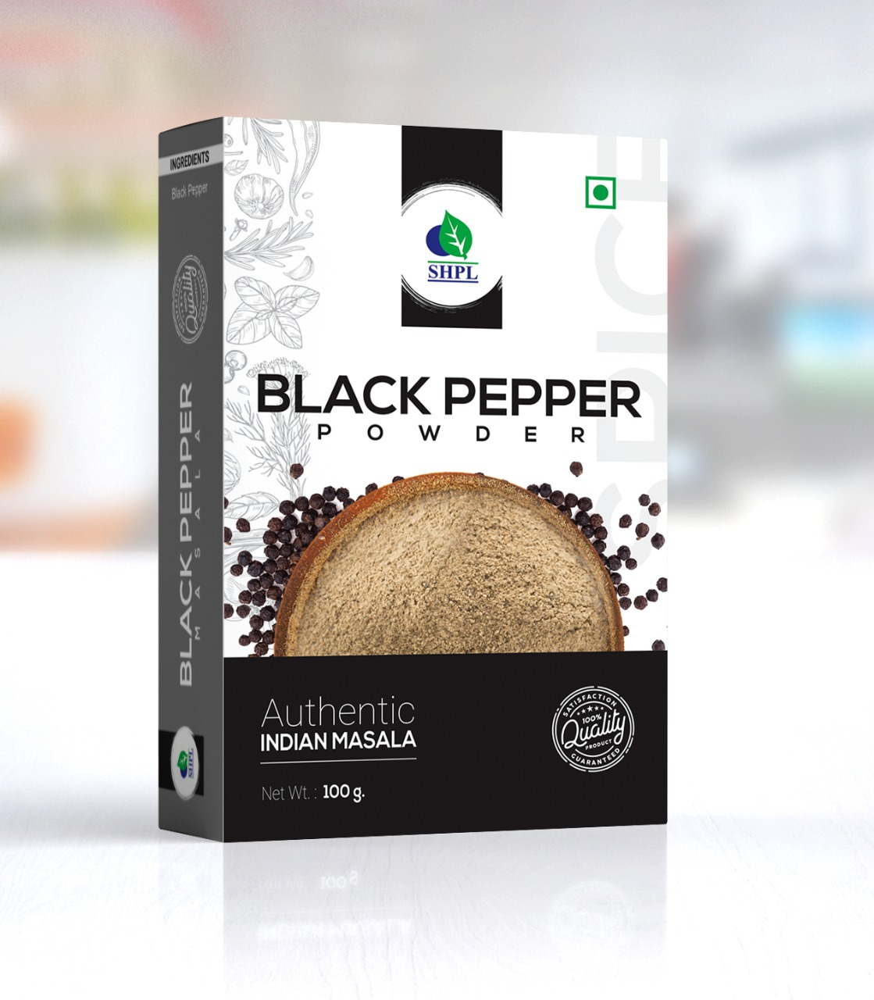 INGREDIENTS
Black Pepper
Quality
BLACK PEPPER
MASALA
SHPL
SPICE
SHPL
BLACK PEPPER
POWDER
Authentic
INDIAN MASALA
Net Wt. : 100 g.
SATISFACTION
100%
Quality
PRODUCT
GUARANTEED